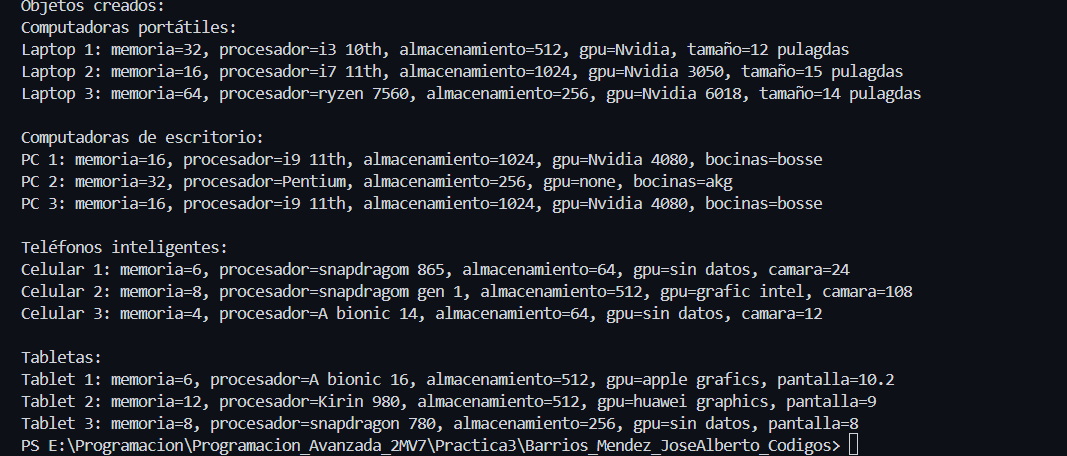 Objetos creados:
Computadoras portátiles:
Laptop 1: memoria=32, procesador=i3 10th, almacenamiento=512, gpu=Nvidia, tamaño=12 pulagdas
Laptop 2: memoria=16, procesador=i7 11th, almacenamiento=1024, gpu=Nvidia 3050, tamaño=15 pulagdas
Laptop 3: memoria=64, procesador=ryzen 7560, almacenamiento=256, gpu=Nvidia 6018, tamaño=14 pulagdas

Computadoras de escritorio:
PC 1: memoria=16, procesador=i9 11th, almacenamiento=1024, gpu=Nvidia 4080, bocinas=bosse
PC 2: memoria=32, procesador=Pentium, almacenamiento=256, gpu=none, bocinas=akg
PC 3: memoria=16, procesador=i9 11th, almacenamiento=1024, gpu=Nvidia 4080, bocinas=bosse

Teléfonos inteligentes:
Celular 1: memoria=6, procesador=snapdragom 865, almacenamiento=64, gpu=sin datos, camara=24
Celular 2: memoria=8, procesador=snapdragom gen 1, almacenamiento=512, gpu=grafic intel, camara=108
Celular 3: memoria=4, procesador=A bionic 14, almacenamiento=64, gpu=sin datos, camara=12

Tabletas:
Tablet 1: memoria=6, procesador=A bionic 16, almacenamiento=512, gpu=apple grafics, pantalla=10.2
Tablet 2: memoria=12, procesador=Kirin 980, almacenamiento=512, gpu=huawei graphics, pantalla=9
Tablet 3: memoria=8, procesador=snapdragon 780, almacenamiento=256, gpu=sin datos, pantalla=8
PS E:\Programacion\Programacion_Avanzada_2MV7\Practica3\Barrios_Mendez_JoseAlberto_Codigos>